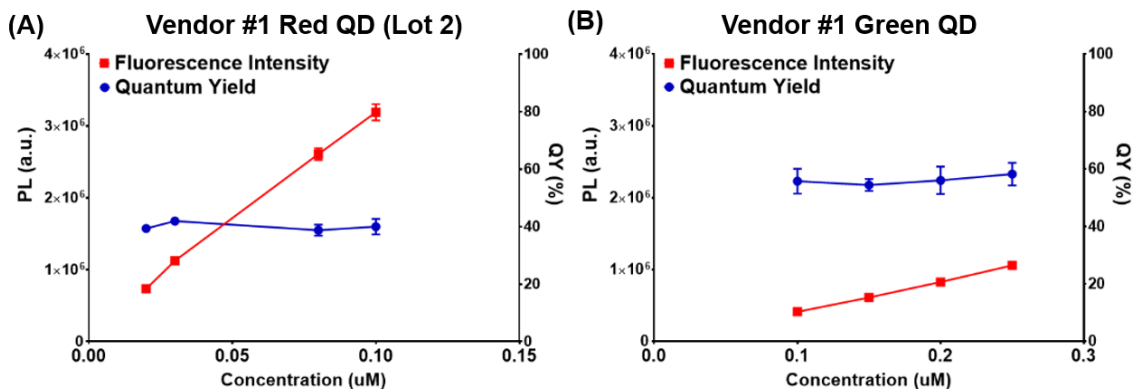 (A)
Vendor #1 Red QD (Lot 2)
Fluorescence Intensity
Quantum Yield
4×10⁶
3×10⁶
2×10⁶
1×10⁶
0
PL (a.u.)
100
80
60
40
20
0
QY (%)
0.00
0.05
0.10
0.15
Concentration (uM)
(B)
Vendor #1 Green QD
Fluorescence Intensity
Quantum Yield
4×10⁶
3×10⁶
2×10⁶
1×10⁶
0
PL (a.u.)
100
80
60
40
20
0
QY (%)
0.0
0.1
0.2
0.3
Concentration (uM)